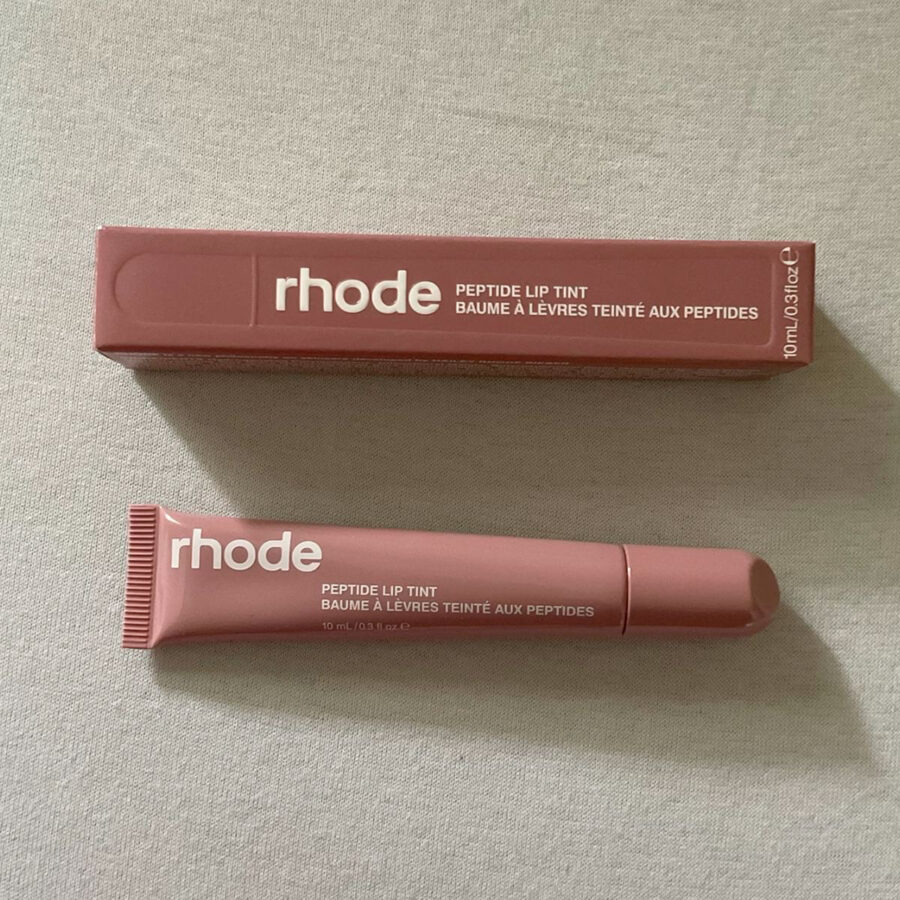 rhode
PEPTIDE LIP TINT
BAUME À LÈVRES TEINTÉ AUX PEPTIDES
10mL/0.3floz ℮
rhode
PEPTIDE LIP TINT
BAUME À LÈVRES TEINTÉ AUX PEPTIDES
10 mL/0.3 fl oz ℮